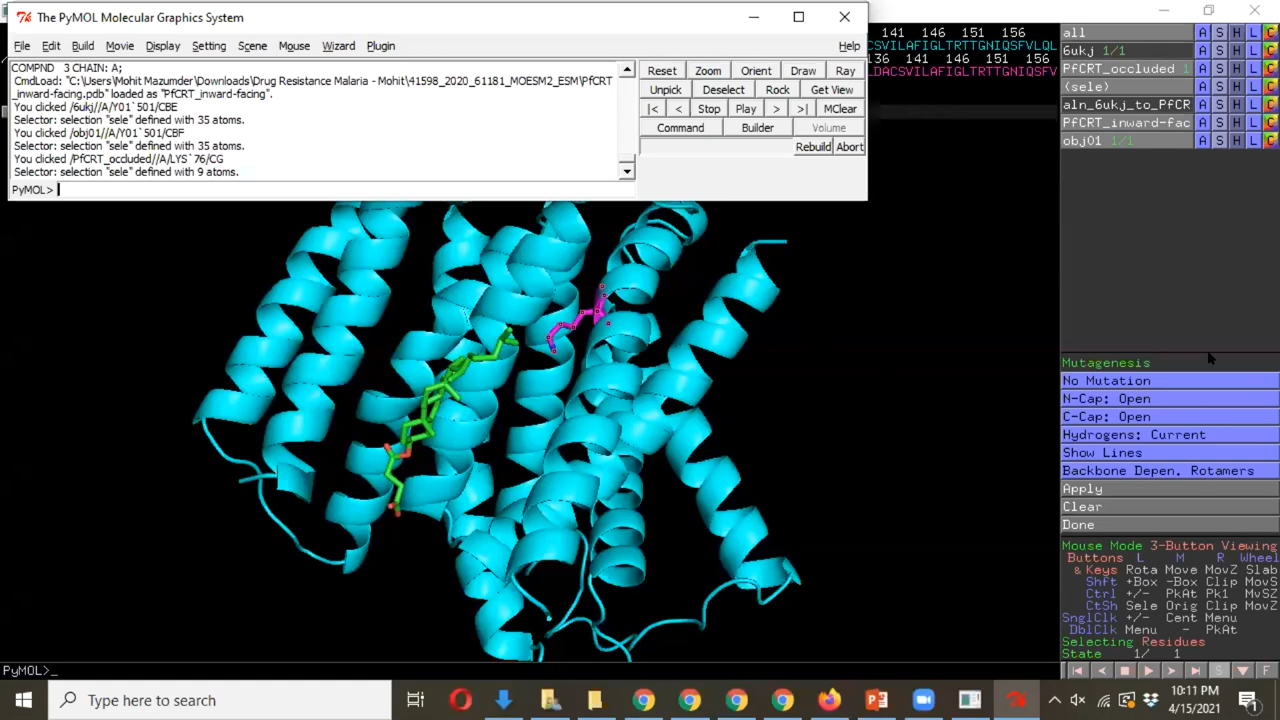 The PyMOL Molecular Graphics System
File Edit Build Movie Display Setting Scene Mouse Wizard Plugin Help
COMPND   3 CHAIN: A;
CmdLoad: "C:\Users\Mohit Mazumder\Downloads\Drug Resistance Malaria - Mohit\41598_2020_61181_MOESM2_ESM\PfCRT
_inward-facing.pdb" loaded as "PfCRT_inward-facing".
You clicked /6ukj//A/Y01`501/CBE
Selector: selection "sele" defined with 35 atoms.
You clicked /obj01//A/Y01`501/CBF
Selector: selection "sele" defined with 35 atoms.
You clicked /PfCRT_occluded//A/LYS`76/CG
Selector: selection "sele" defined with 9 atoms.
PyMOL>
Reset Zoom Orient Draw Ray
Unpick Deselect Rock Get View
|< < Stop Play > >| MClear
Command Builder Volume
Rebuild Abort
141 146 151 156
CSVILAFIGLTRTTGNIQSFVLQL
136 141 146 151 156
DACSVILAFIGLTRTTGNIQSFV
all A S H L C
6ukj 1/1 A S H L C
PfCRT_occluded 1 A S H L C
(sele) A S H L C
aln_6ukj_to_PfCR A S H L C
PfCRT_inward-fac A S H L C
obj01 1/1 A S H L C
Mutagenesis
No Mutation
N-Cap: Open
C-Cap: Open
Hydrogens: Current
Show Lines
Backbone Depen. Rotamers
Apply
Clear
Done
Mouse Mode 3-Button Viewing
Buttons L M R Wheel
& Keys Rota Move MovZ Slab
Shft +Box -Box Clip MovS
Ctrl +/- PkAt Pk1 MvSZ
CtSh Sele Orig Clip MovZ
SnglClk +/- Cent Menu
DblClk Menu - PkAt
Selecting Residues
State 1/ 1
S F
PyMOL>_
Type here to search
10:11 PM
4/15/2021
1